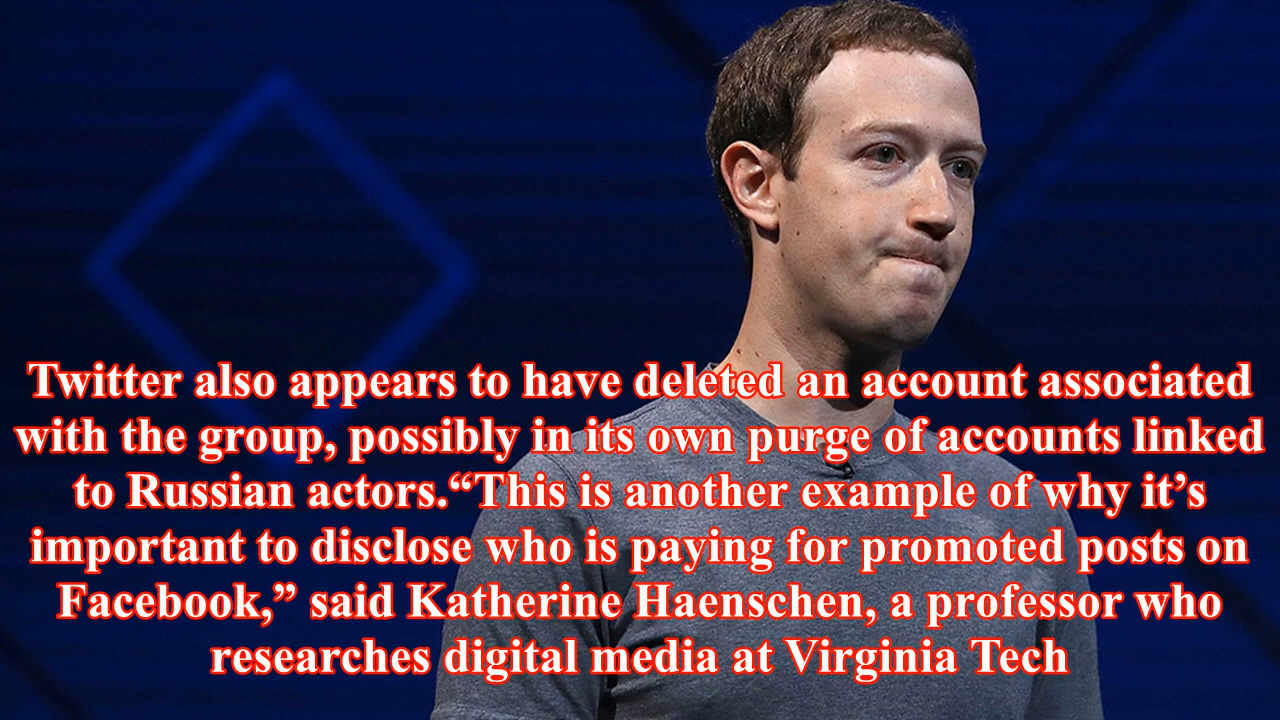 Twitter also appears to have deleted an account associated
with the group, possibly in its own purge of accounts linked
to Russian actors.“This is another example of why it’s
important to disclose who is paying for promoted posts on
Facebook,” said Katherine Haenschen, a professor who
researches digital media at Virginia Tech